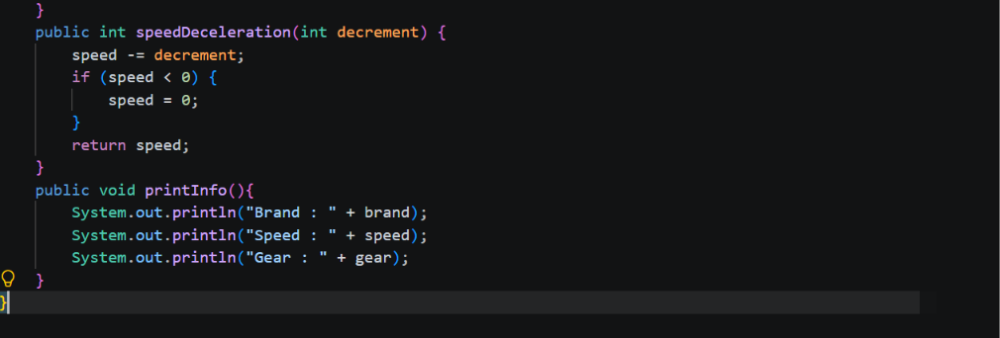 }
public int speedDeceleration(int decrement) {
speed -= decrement;
if (speed < 0) {
speed = 0;
}
return speed;
}
public void printInfo(){
System.out.println("Brand : " + brand);
System.out.println("Speed : " + speed);
System.out.println("Gear : " + gear);
}
}